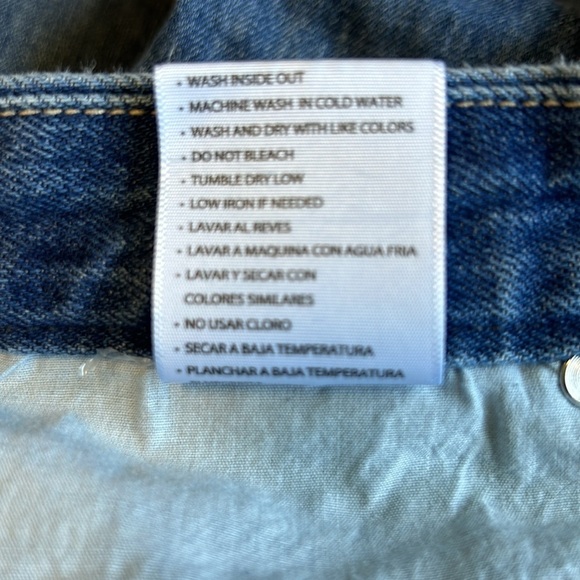 • WASH INSIDE OUT
• MACHINE WASH IN COLD WATER
• WASH AND DRY WITH LIKE COLORS
• DO NOT BLEACH
• TUMBLE DRY LOW
• LOW IRON IF NEEDED
• LAVAR AL REVES
• LAVAR A MAQUINA CON AGUA FRIA
• LAVAR Y SECAR CON
COLORES SIMILARES
• NO USAR CLORO
• SECAR A BAJA TEMPERATURA
• PLANCHAR A BAJA TEMPERATURA